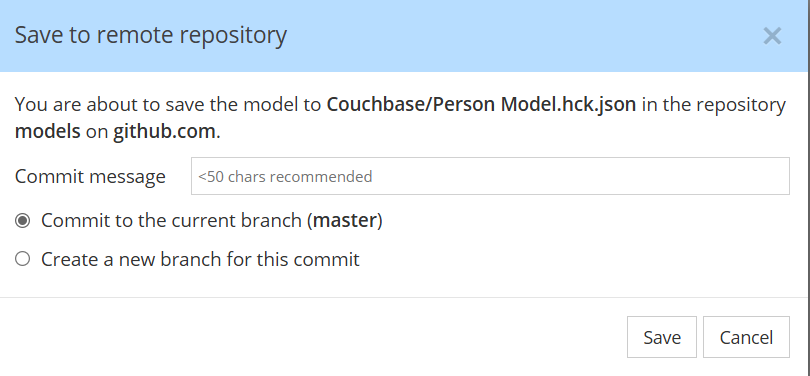 Save to remote repository
You are about to save the model to Couchbase/Person Model.hck.json in the repository
models on github.com.
Commit message <50 chars recommended
Commit to the current branch (master)
Create a new branch for this commit
Save Cancel